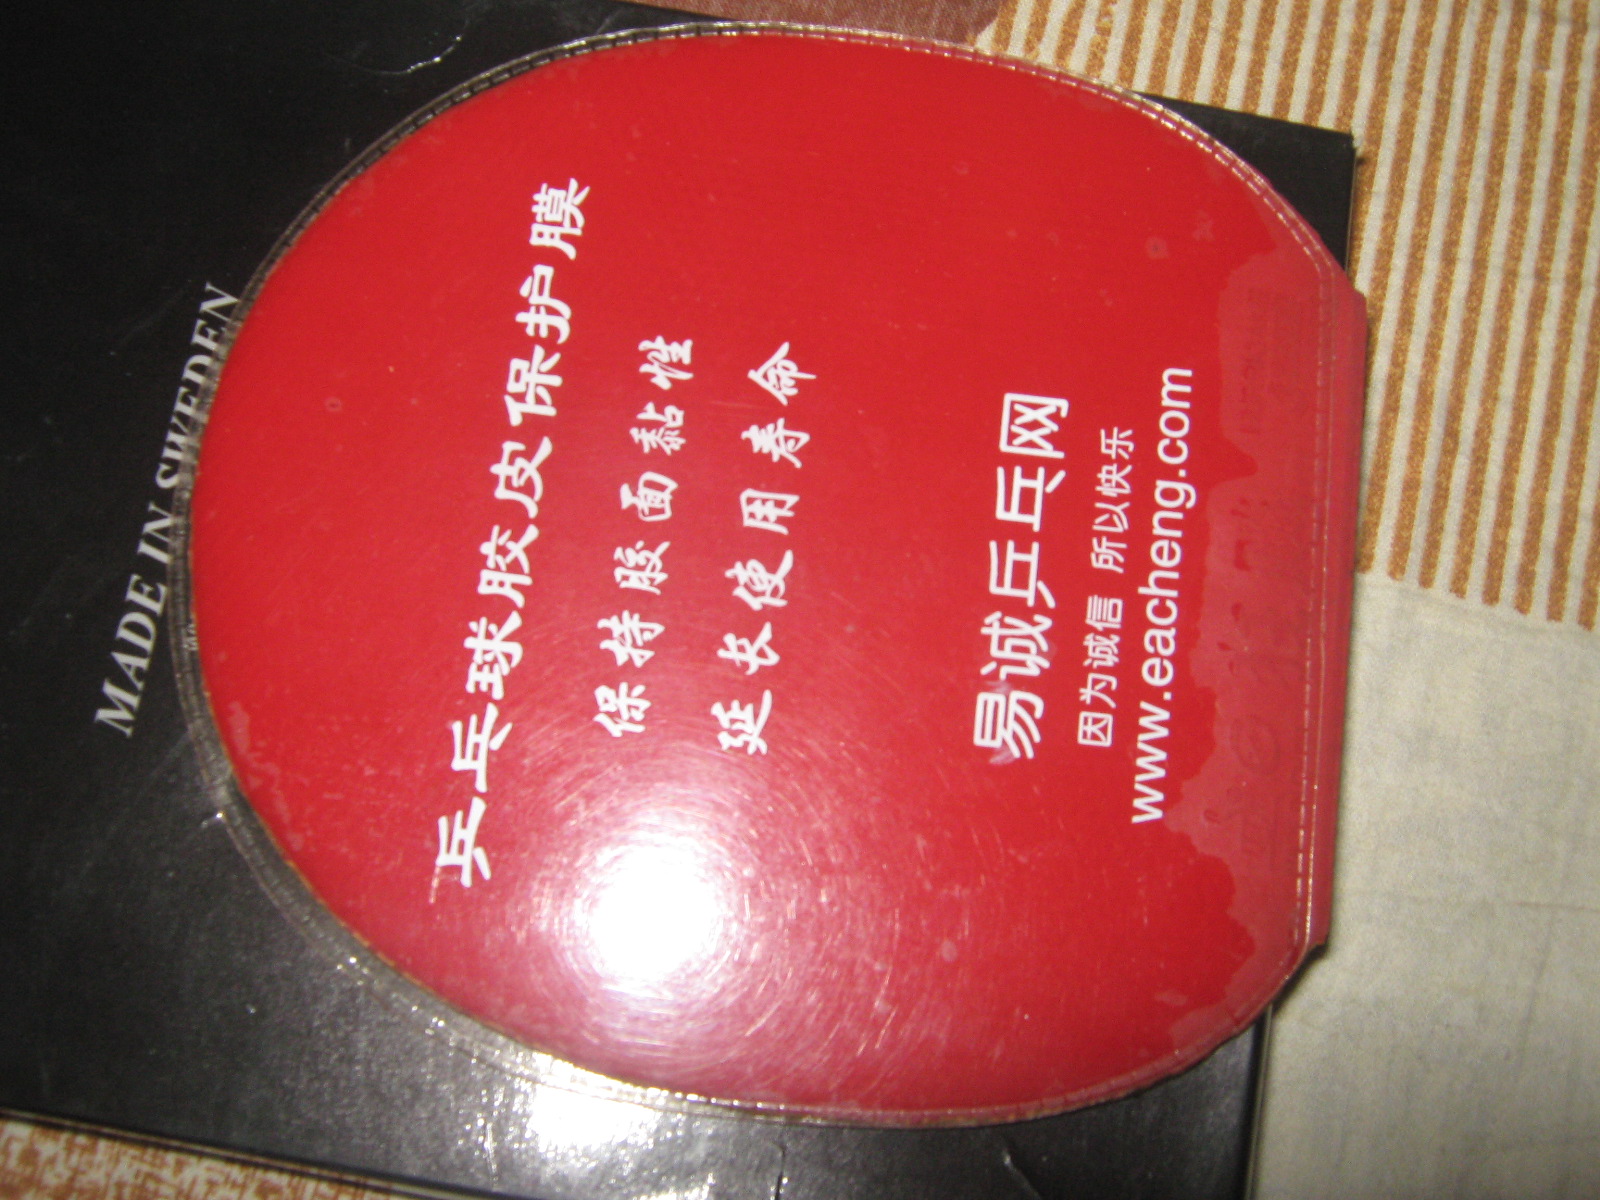 MADE IN SWEDEN
乒乓球胶皮保护膜
保持胶面黏性
延长使用寿命
易诚乒乓网
因为诚信 所以快乐
www.eacheng.com